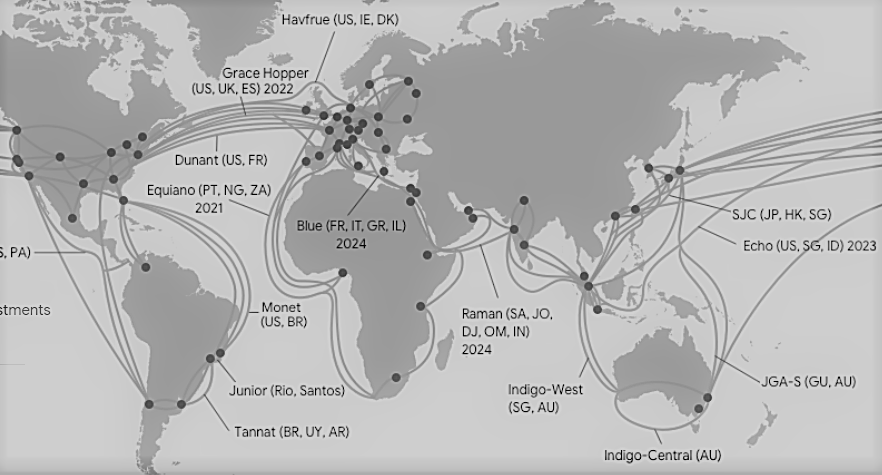 Havfrue (US, IE, DK)
Grace Hopper
(US, UK, ES) 2022
Dunant (US, FR)
Equiano (PT, NG, ZA)
2021
Blue (FR, IT, GR, IL)
2024
SJC (JP, HK, SG)
Echo (US, SG, ID) 2023
S, PA)
stments
Monet
(US, BR)
Raman (SA, JO,
DJ, OM, IN)
2024
Junior (Rio, Santos)
Indigo-West
(SG, AU)
JGA-S (GU, AU)
Tannat (BR, UY, AR)
Indigo-Central (AU)